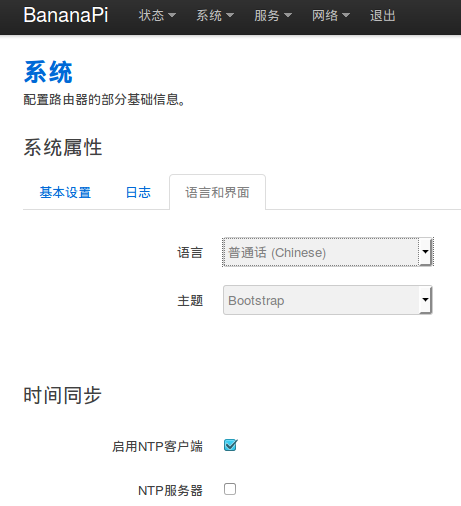 BananaPi 状态 系统 服务 网络 退出
系统
配置路由器的部分基础信息。
系统属性
基本设置 日志 语言和界面
语言 普通话 (Chinese)
主题 Bootstrap
时间同步
启用NTP客户端
NTP服务器